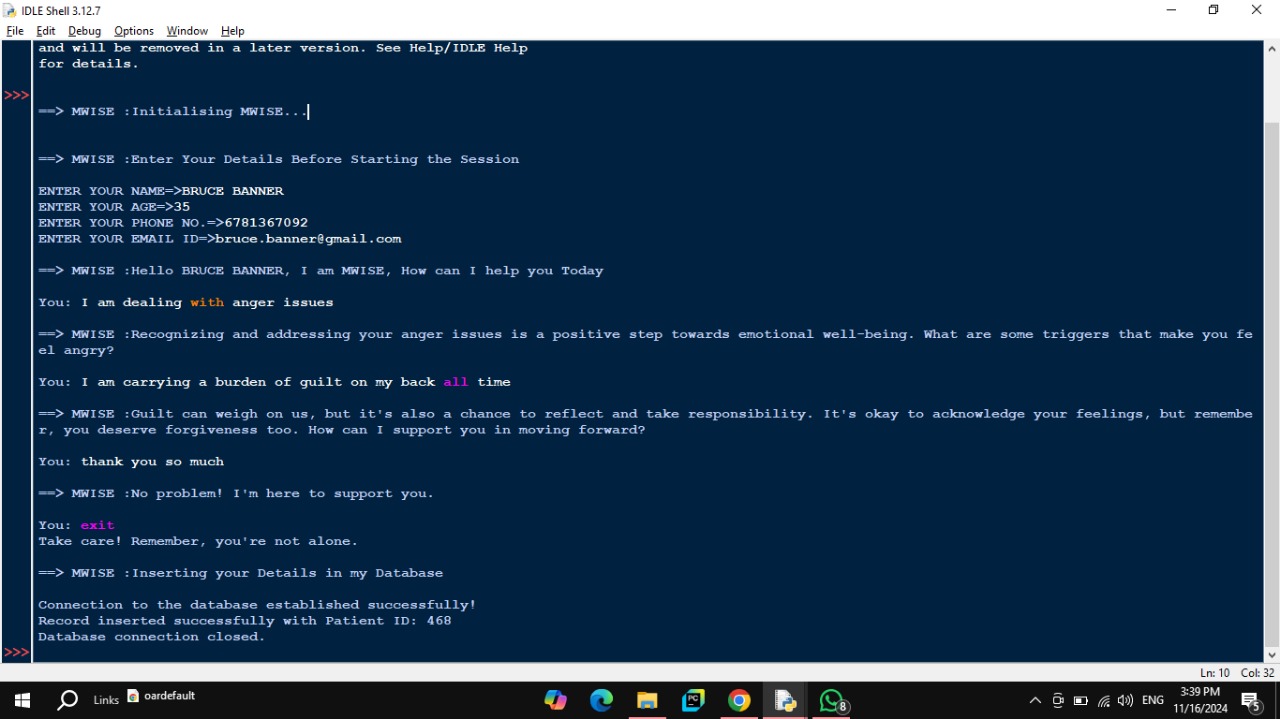 IDLE Shell 3.12.7
File Edit Debug Options Window Help
and will be removed in a later version. See Help/IDLE Help
for details.
>>>
==> MWISE :Initialising MWISE...
==> MWISE :Enter Your Details Before Starting the Session
ENTER YOUR NAME=>BRUCE BANNER
ENTER YOUR AGE=>35
ENTER YOUR PHONE NO.=>6781367092
ENTER YOUR EMAIL ID=>bruce.banner@gmail.com
==> MWISE :Hello BRUCE BANNER, I am MWISE, How can I help you Today
You: I am dealing with anger issues
==> MWISE :Recognizing and addressing your anger issues is a positive step towards emotional well-being. What are some triggers that make you fe
el angry?
You: I am carrying a burden of guilt on my back all time
==> MWISE :Guilt can weigh on us, but it's also a chance to reflect and take responsibility. It's okay to acknowledge your feelings, but remembe
r, you deserve forgiveness too. How can I support you in moving forward?
You: thank you so much
==> MWISE :No problem! I'm here to support you.
You: exit
Take care! Remember, you're not alone.
==> MWISE :Inserting your Details in my Database
Connection to the database established successfully!
Record inserted successfully with Patient ID: 468
Database connection closed.
>>>
Ln: 10 Col: 32
Links oardefault PC 8 ENG 3:39 PM
11/16/2024 5